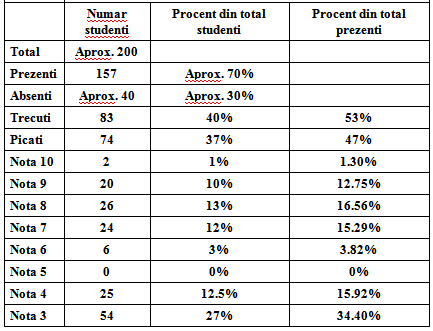 Numar studenti Procent din total studenti Procent din total prezenti
Total Aprox. 200
Prezenti 157 Aprox. 70%
Absenti Aprox. 40 Aprox. 30%
Trecuti 83 40% 53%
Picati 74 37% 47%
Nota 10 2 1% 1.30%
Nota 9 20 10% 12.75%
Nota 8 26 13% 16.56%
Nota 7 24 12% 15.29%
Nota 6 6 3% 3.82%
Nota 5 0 0% 0%
Nota 4 25 12.5% 15.92%
Nota 3 54 27% 34.40%